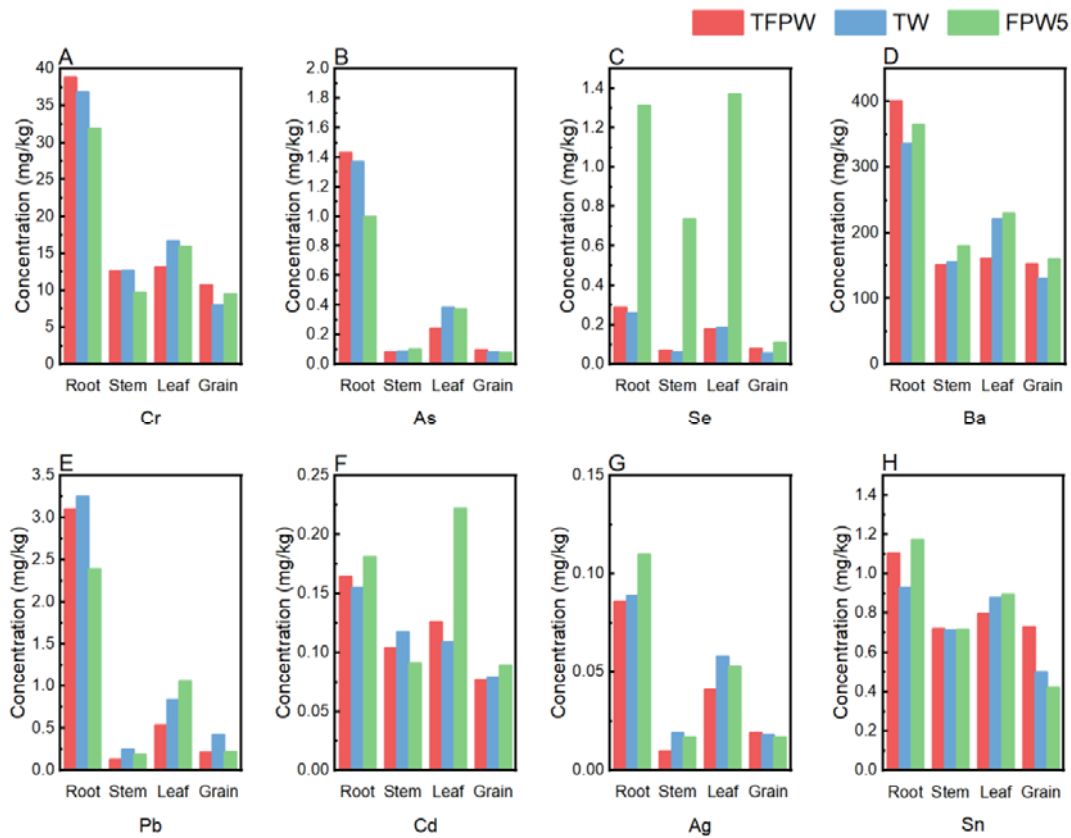 TFPW TW FPW5
A
Concentration (mg/kg)
40
35
30
25
20
15
10
5
0
Root Stem Leaf Grain
Cr
B
Concentration (mg/kg)
2.0
1.8
1.6
1.4
1.2
1.0
0.8
0.6
0.4
0.2
0.0
Root Stem Leaf Grain
As
C
Concentration (mg/kg)
1.4
1.2
1.0
0.8
0.6
0.4
0.2
0.0
Root Stem Leaf Grain
Se
D
Concentration (mg/kg)
400
300
200
100
0
Root Stem Leaf Grain
Ba
E
Concentration (mg/kg)
3.5
3.0
2.5
2.0
1.5
1.0
0.5
0.0
Root Stem Leaf Grain
Pb
F
Concentration (mg/kg)
0.25
0.20
0.15
0.10
0.05
0.00
Root Stem Leaf Grain
Cd
G
Concentration (mg/kg)
0.15
0.10
0.05
0.00
Root Stem Leaf Grain
Ag
H
Concentration (mg/kg)
1.4
1.2
1.0
0.8
0.6
0.4
0.2
0.0
Root Stem Leaf Grain
Sn